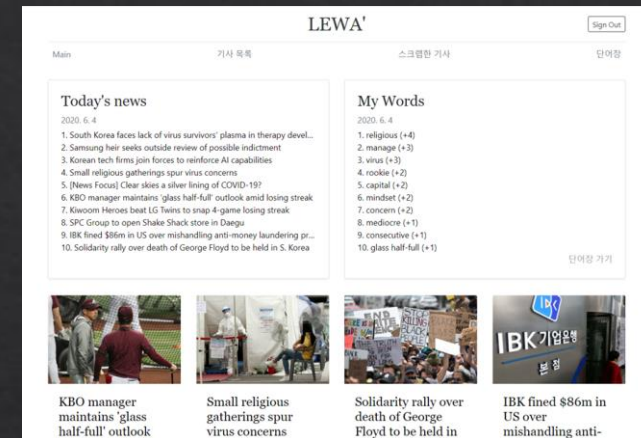 LEWA'
Sign Out
Main 기사 목록 스크랩한 기사 단어장
Today's news
2020. 6. 4
1. South Korea faces lack of virus survivors' plasma in therapy devel...
2. Samsung heir seeks outside review of possible indictment
3. Korean tech firms join forces to reinforce AI capabilities
4. Small religious gatherings spur virus concerns
5. [News Focus] Clear skies a silver lining of COVID-19?
6. KBO manager maintains 'glass half-full' outlook amid losing streak
7. Kiwoom Heroes beat LG Twins to snap 4-game losing streak
8. SPC Group to open Shake Shack store in Daegu
9. IBK fined $86m in US over mishandling anti-money laundering pr...
10. Solidarity rally over death of George Floyd to be held in S. Korea
My Words
2020. 6. 4
1. religious (+4)
2. manage (+3)
3. virus (+3)
4. rookie (+2)
5. capital (+2)
6. mindset (+2)
7. concern (+2)
8. mediocre (+1)
9. consecutive (+1)
10. glass half-full (+1)
단어장 가기
STOP
KILLING
BLACK
PEOPLE
IBK기업은행
본점
KBO manager
maintains 'glass
half-full' outlook
Small religious
gatherings spur
virus concerns
Solidarity rally over
death of George
Floyd to be held in
IBK fined $86m in
US over
mishandling anti-